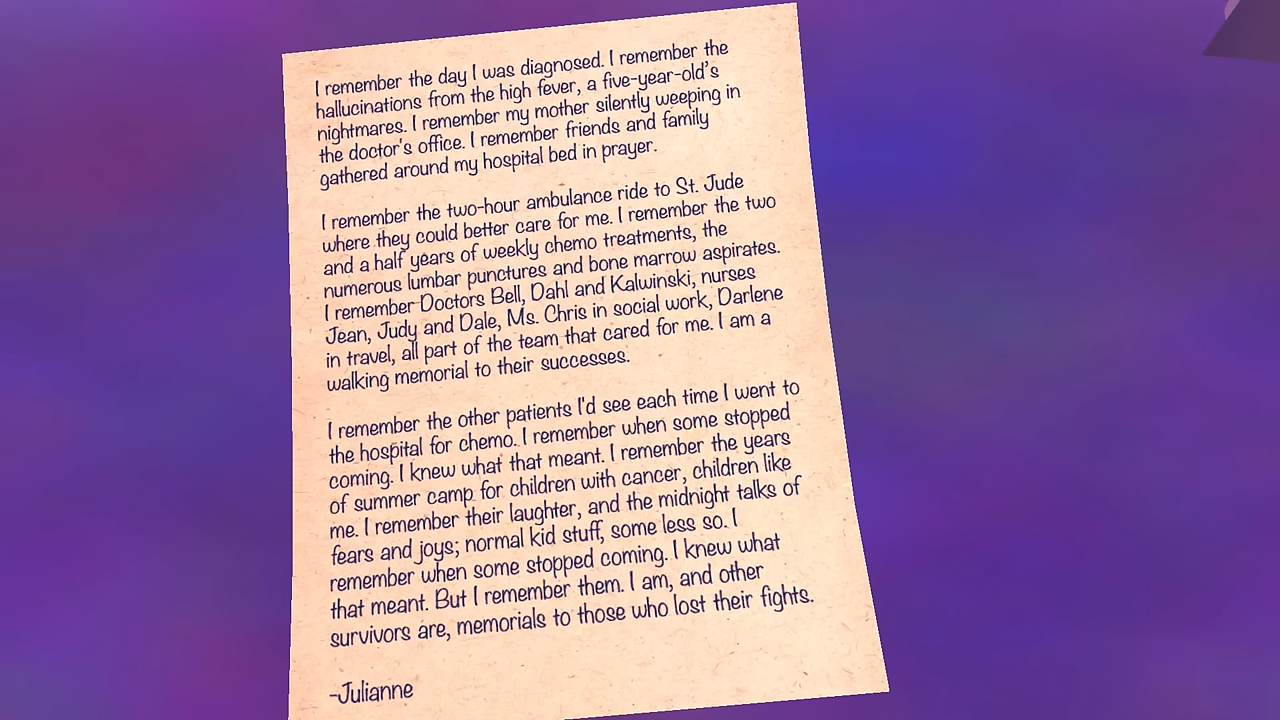 I remember the day I was diagnosed. I remember the
hallucinations from the high fever, a five-year-old's
nightmares. I remember my mother silently weeping in
the doctor's office. I remember friends and family
gathered around my hospital bed in prayer.
I remember the two-hour ambulance ride to St. Jude
where they could better care for me. I remember the two
and a half years of weekly chemo treatments, the
numerous lumbar punctures and bone marrow aspirates.
I remember Doctors Bell, Dahl and Kalwinski, nurses
Jean, Judy and Dale, Ms. Chris in social work, Darlene
in travel, all part of the team that cared for me. I am a
walking memorial to their successes.
I remember the other patients I'd see each time I went to
the hospital for chemo. I remember when some stopped
coming. I knew what that meant. I remember the years
of summer camp for children with cancer, children like
me. I remember their laughter, and the midnight talks of
fears and joys; normal kid stuff, some less so. I
remember when some stopped coming. I knew what
that meant. But I remember them. I am, and other
survivors are, memorials to those who lost their fights.
-Julianne